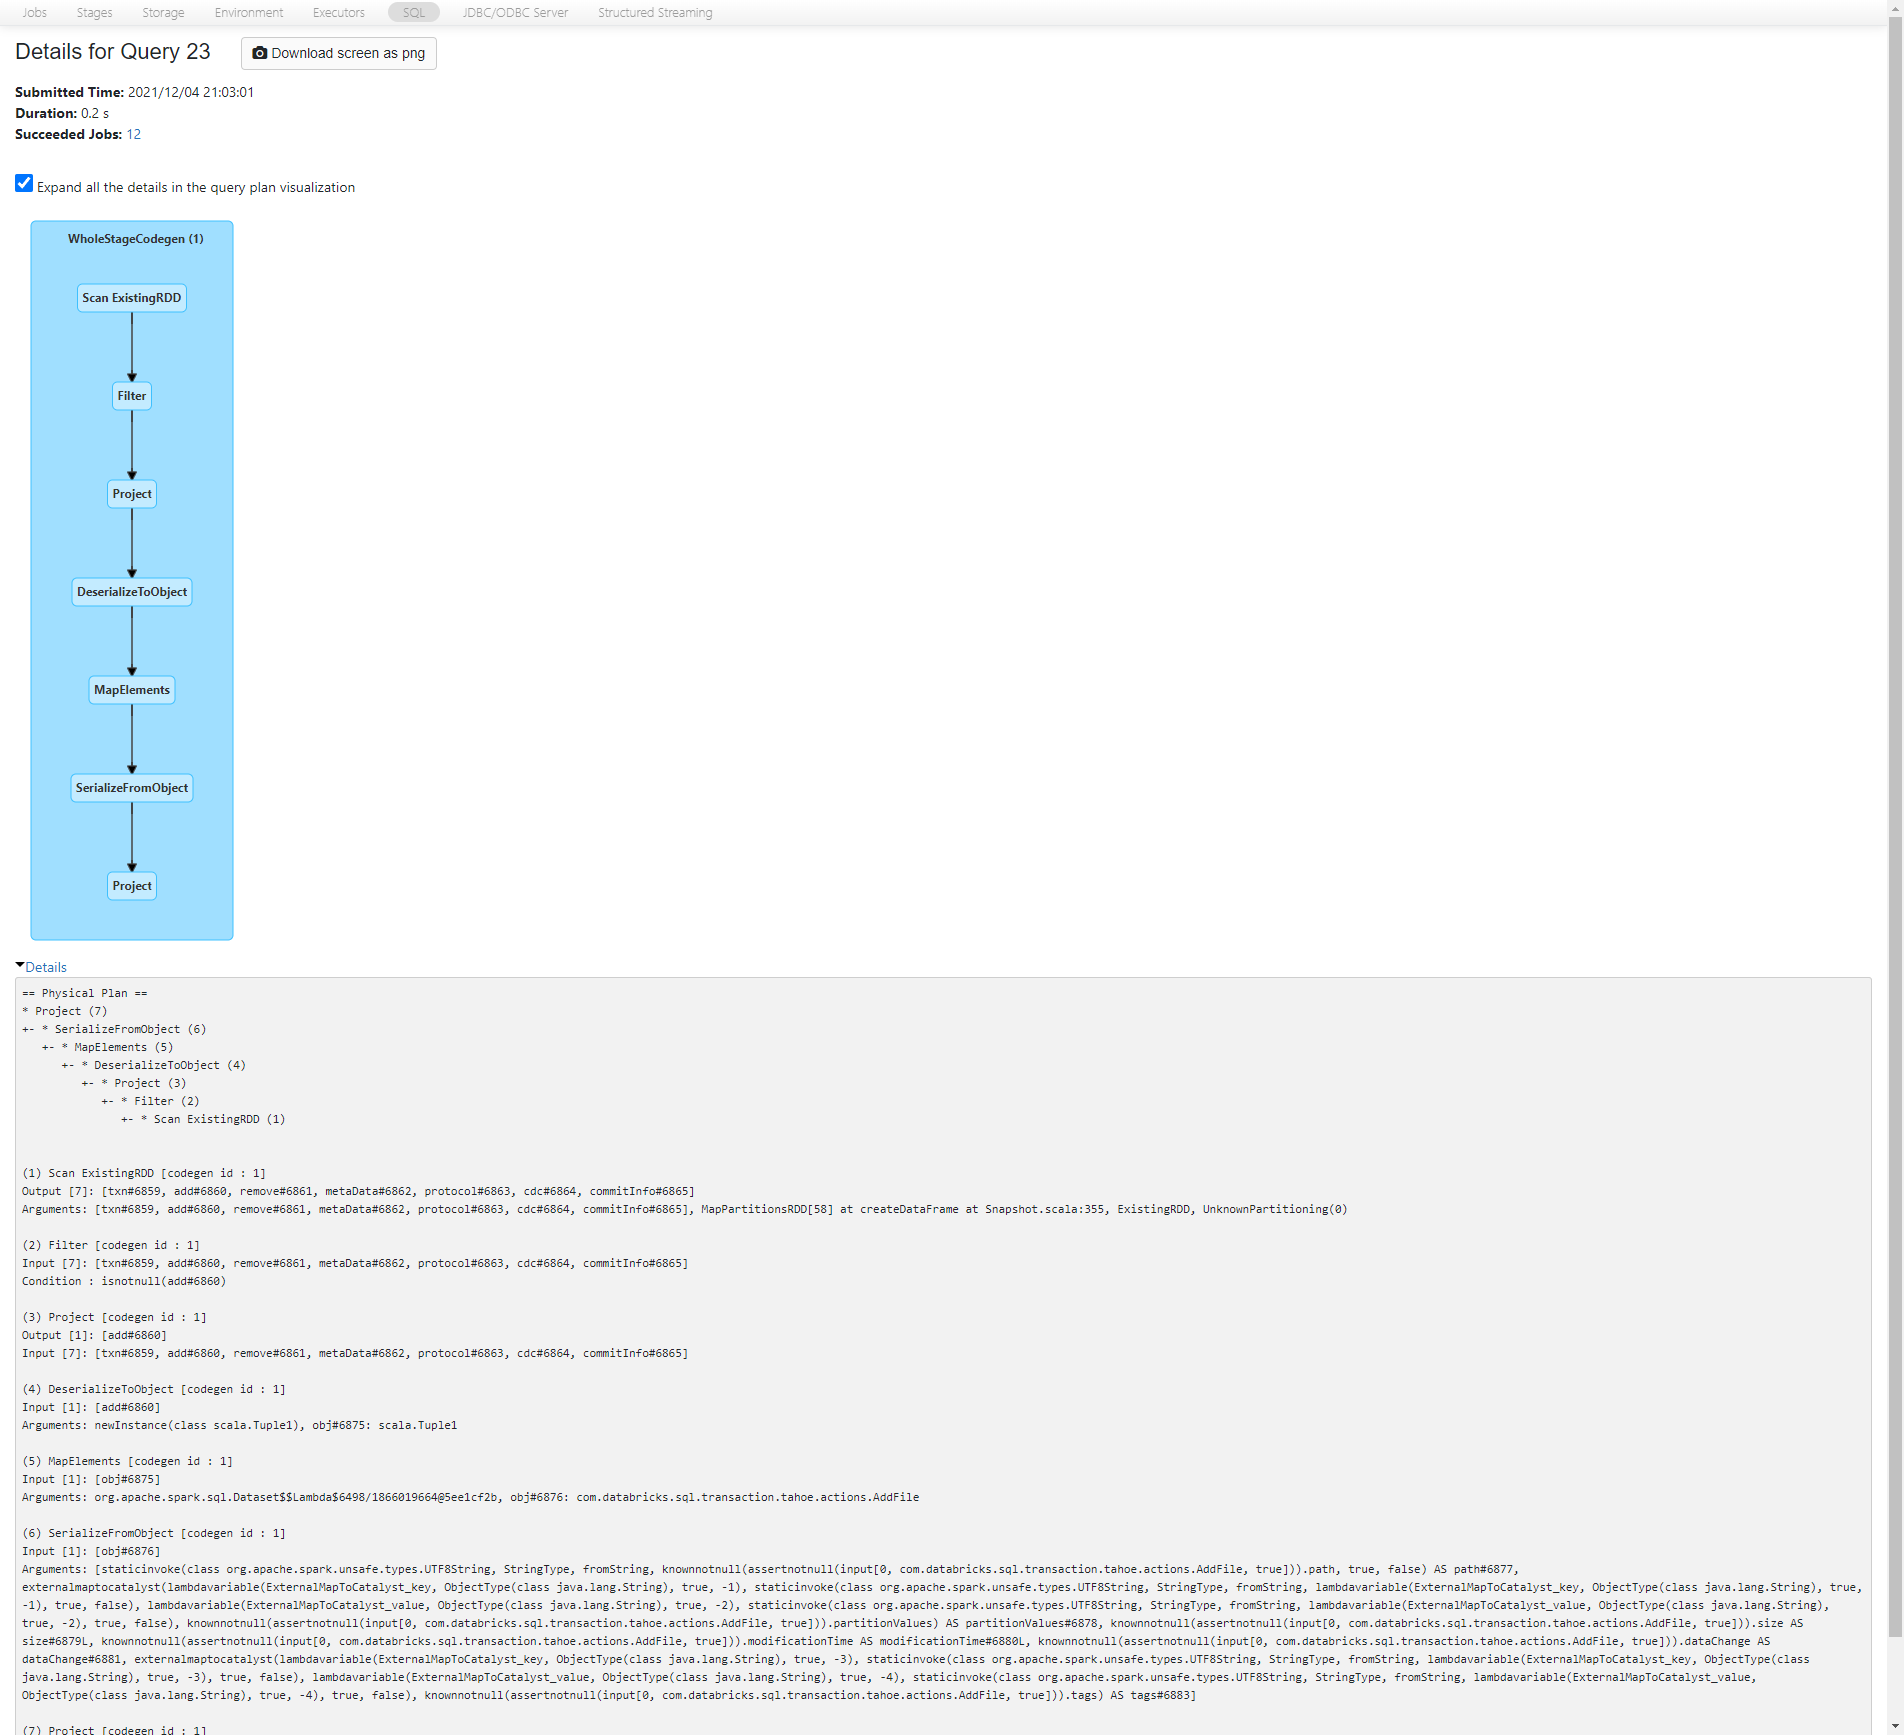 Jobs Stages Storage Environment Executors SQL JDBC/ODBC Server Structured Streaming
Details for Query 23 Download screen as png
Submitted Time: 2021/12/04 21:03:01
Duration: 0.2 s
Succeeded Jobs: 12
Expand all the details in the query plan visualization
WholeStageCodegen (1)
Scan ExistingRDD
Filter
Project
DeserializeToObject
MapElements
SerializeFromObject
Project
Details
== Physical Plan ==
* Project (7)
+- * SerializeFromObject (6)
   +- * MapElements (5)
      +- * DeserializeToObject (4)
         +- * Project (3)
            +- * Filter (2)
               +- * Scan ExistingRDD (1)
(1) Scan ExistingRDD [codegen id : 1]
Output [7]: [txn#6859, add#6860, remove#6861, metaData#6862, protocol#6863, cdc#6864, commitInfo#6865]
Arguments: [txn#6859, add#6860, remove#6861, metaData#6862, protocol#6863, cdc#6864, commitInfo#6865], MapPartitionsRDD[58] at createDataFrame at Snapshot.scala:355, ExistingRDD, UnknownPartitioning(0)
(2) Filter [codegen id : 1]
Input [7]: [txn#6859, add#6860, remove#6861, metaData#6862, protocol#6863, cdc#6864, commitInfo#6865]
Condition : isnotnull(add#6860)
(3) Project [codegen id : 1]
Output [1]: [add#6860]
Input [7]: [txn#6859, add#6860, remove#6861, metaData#6862, protocol#6863, cdc#6864, commitInfo#6865]
(4) DeserializeToObject [codegen id : 1]
Input [1]: [add#6860]
Arguments: newInstance(class scala.Tuple1), obj#6875: scala.Tuple1
(5) MapElements [codegen id : 1]
Input [1]: [obj#6875]
Arguments: org.apache.spark.sql.Dataset$$Lambda$6498/1866019664@5ee1cf2b, obj#6876: com.databricks.sql.transaction.tahoe.actions.AddFile
(6) SerializeFromObject [codegen id : 1]
Input [1]: [obj#6876]
Arguments: [staticinvoke(class org.apache.spark.unsafe.types.UTF8String, StringType, fromString, knownnotnull(assertnotnull(input[0, com.databricks.sql.transaction.tahoe.actions.AddFile, true])).path, true, false) AS path#6877,
externalmaptocatalyst(lambdavariable(ExternalMapToCatalyst_key, ObjectType(class java.lang.String), true, -1), staticinvoke(class org.apache.spark.unsafe.types.UTF8String, StringType, fromString, lambdavariable(ExternalMapToCatalyst_key, ObjectType(class java.lang.String), true,
-1), true, false), lambdavariable(ExternalMapToCatalyst_value, ObjectType(class java.lang.String), true, -2), staticinvoke(class org.apache.spark.unsafe.types.UTF8String, StringType, fromString, lambdavariable(ExternalMapToCatalyst_value, ObjectType(class java.lang.String),
true, -2), true, false), knownnotnull(assertnotnull(input[0, com.databricks.sql.transaction.tahoe.actions.AddFile, true])).partitionValues) AS partitionValues#6878, knownnotnull(assertnotnull(input[0, com.databricks.sql.transaction.tahoe.actions.AddFile, true])).size AS
size#6879L, knownnotnull(assertnotnull(input[0, com.databricks.sql.transaction.tahoe.actions.AddFile, true])).modificationTime AS modificationTime#6880L, knownnotnull(assertnotnull(input[0, com.databricks.sql.transaction.tahoe.actions.AddFile, true])).dataChange AS
dataChange#6881, externalmaptocatalyst(lambdavariable(ExternalMapToCatalyst_key, ObjectType(class java.lang.String), true, -3), staticinvoke(class org.apache.spark.unsafe.types.UTF8String, StringType, fromString, lambdavariable(ExternalMapToCatalyst_key, ObjectType(class
java.lang.String), true, -3), true, false), lambdavariable(ExternalMapToCatalyst_value, ObjectType(class java.lang.String), true, -4), staticinvoke(class org.apache.spark.unsafe.types.UTF8String, StringType, fromString, lambdavariable(ExternalMapToCatalyst_value,
ObjectType(class java.lang.String), true, -4), true, false), knownnotnull(assertnotnull(input[0, com.databricks.sql.transaction.tahoe.actions.AddFile, true])).tags) AS tags#6883]
(7) Project [codegen id : 1]